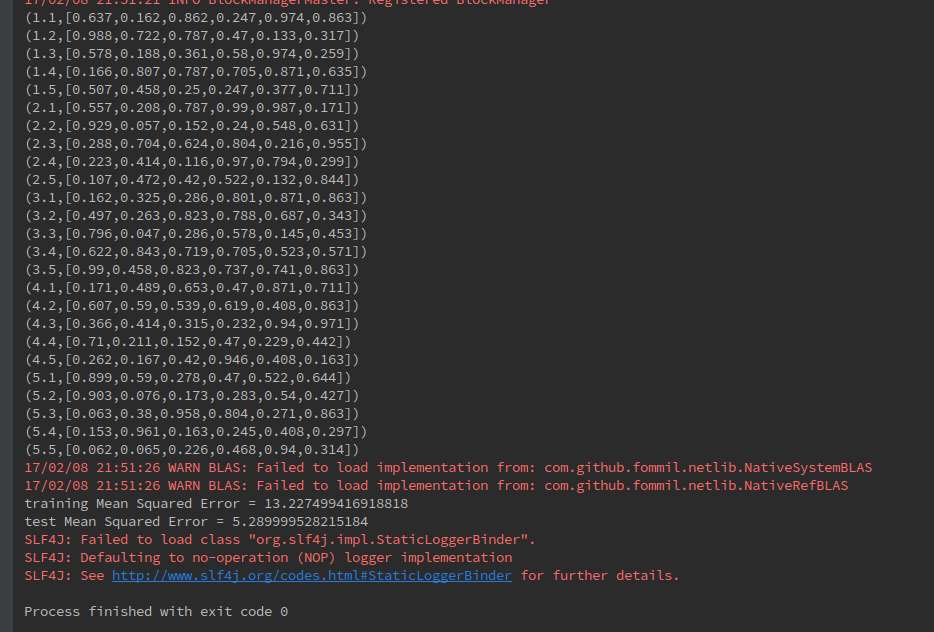 17/02/08 21:51:21 INFO BlockManagerMaster: Registered BlockManager
(1.1,[0.637,0.162,0.862,0.247,0.974,0.863])
(1.2,[0.988,0.722,0.787,0.47,0.133,0.317])
(1.3,[0.578,0.188,0.361,0.58,0.974,0.259])
(1.4,[0.166,0.807,0.787,0.705,0.871,0.635])
(1.5,[0.507,0.458,0.25,0.247,0.377,0.711])
(2.1,[0.557,0.208,0.787,0.99,0.987,0.171])
(2.2,[0.929,0.057,0.152,0.24,0.548,0.631])
(2.3,[0.288,0.704,0.624,0.804,0.216,0.955])
(2.4,[0.223,0.414,0.116,0.97,0.794,0.299])
(2.5,[0.107,0.472,0.42,0.522,0.132,0.844])
(3.1,[0.162,0.325,0.286,0.801,0.871,0.863])
(3.2,[0.497,0.263,0.823,0.788,0.687,0.343])
(3.3,[0.796,0.047,0.286,0.578,0.145,0.453])
(3.4,[0.622,0.843,0.719,0.705,0.523,0.571])
(3.5,[0.99,0.458,0.823,0.737,0.741,0.863])
(4.1,[0.171,0.489,0.653,0.47,0.871,0.711])
(4.2,[0.607,0.59,0.539,0.619,0.408,0.863])
(4.3,[0.366,0.414,0.315,0.232,0.94,0.971])
(4.4,[0.71,0.211,0.152,0.47,0.229,0.442])
(4.5,[0.262,0.167,0.42,0.946,0.408,0.163])
(5.1,[0.899,0.59,0.278,0.47,0.522,0.644])
(5.2,[0.903,0.076,0.173,0.283,0.54,0.427])
(5.3,[0.063,0.38,0.958,0.804,0.271,0.863])
(5.4,[0.153,0.961,0.163,0.245,0.408,0.297])
(5.5,[0.062,0.065,0.226,0.468,0.94,0.314])
17/02/08 21:51:26 WARN BLAS: Failed to load implementation from: com.github.fommil.netlib.NativeSystemBLAS
17/02/08 21:51:26 WARN BLAS: Failed to load implementation from: com.github.fommil.netlib.NativeRefBLAS
training Mean Squared Error = 13.227499416918818
test Mean Squared Error = 5.289999528215184
SLF4J: Failed to load class "org.slf4j.impl.StaticLoggerBinder".
SLF4J: Defaulting to no-operation (NOP) logger implementation
SLF4J: See http://www.slf4j.org/codes.html#StaticLoggerBinder for further details.
Process finished with exit code 0